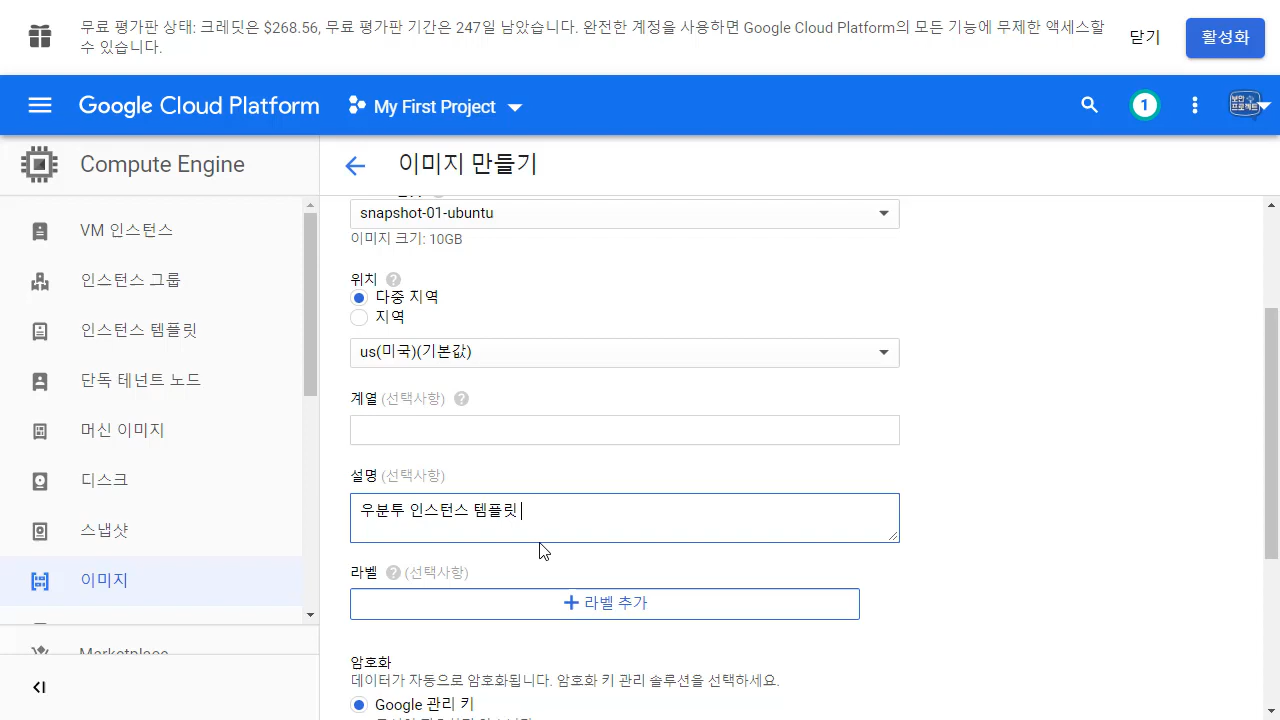 무료 평가판 상태: 크레딧은 $268.56, 무료 평가판 기간은 247일 남았습니다. 완전한 계정을 사용하면 Google Cloud Platform의 모든 기능에 무제한 액세스할
수 있습니다.
닫기
활성화
Google Cloud Platform
My First Project
1
Compute Engine
이미지 만들기
VM 인스턴스
인스턴스 그룹
인스턴스 템플릿
단독 테넌트 노드
머신 이미지
디스크
스냅샷
이미지
Marketplace
snapshot-01-ubuntu
이미지 크기: 10GB
위치
다중 지역
지역
us(미국)(기본값)
계열 (선택사항)
설명 (선택사항)
우분투 인스턴스 템플릿
라벨 (선택사항)
라벨 추가
암호화
데이터가 자동으로 암호화됩니다. 암호화 키 관리 솔루션을 선택하세요.
Google 관리 키